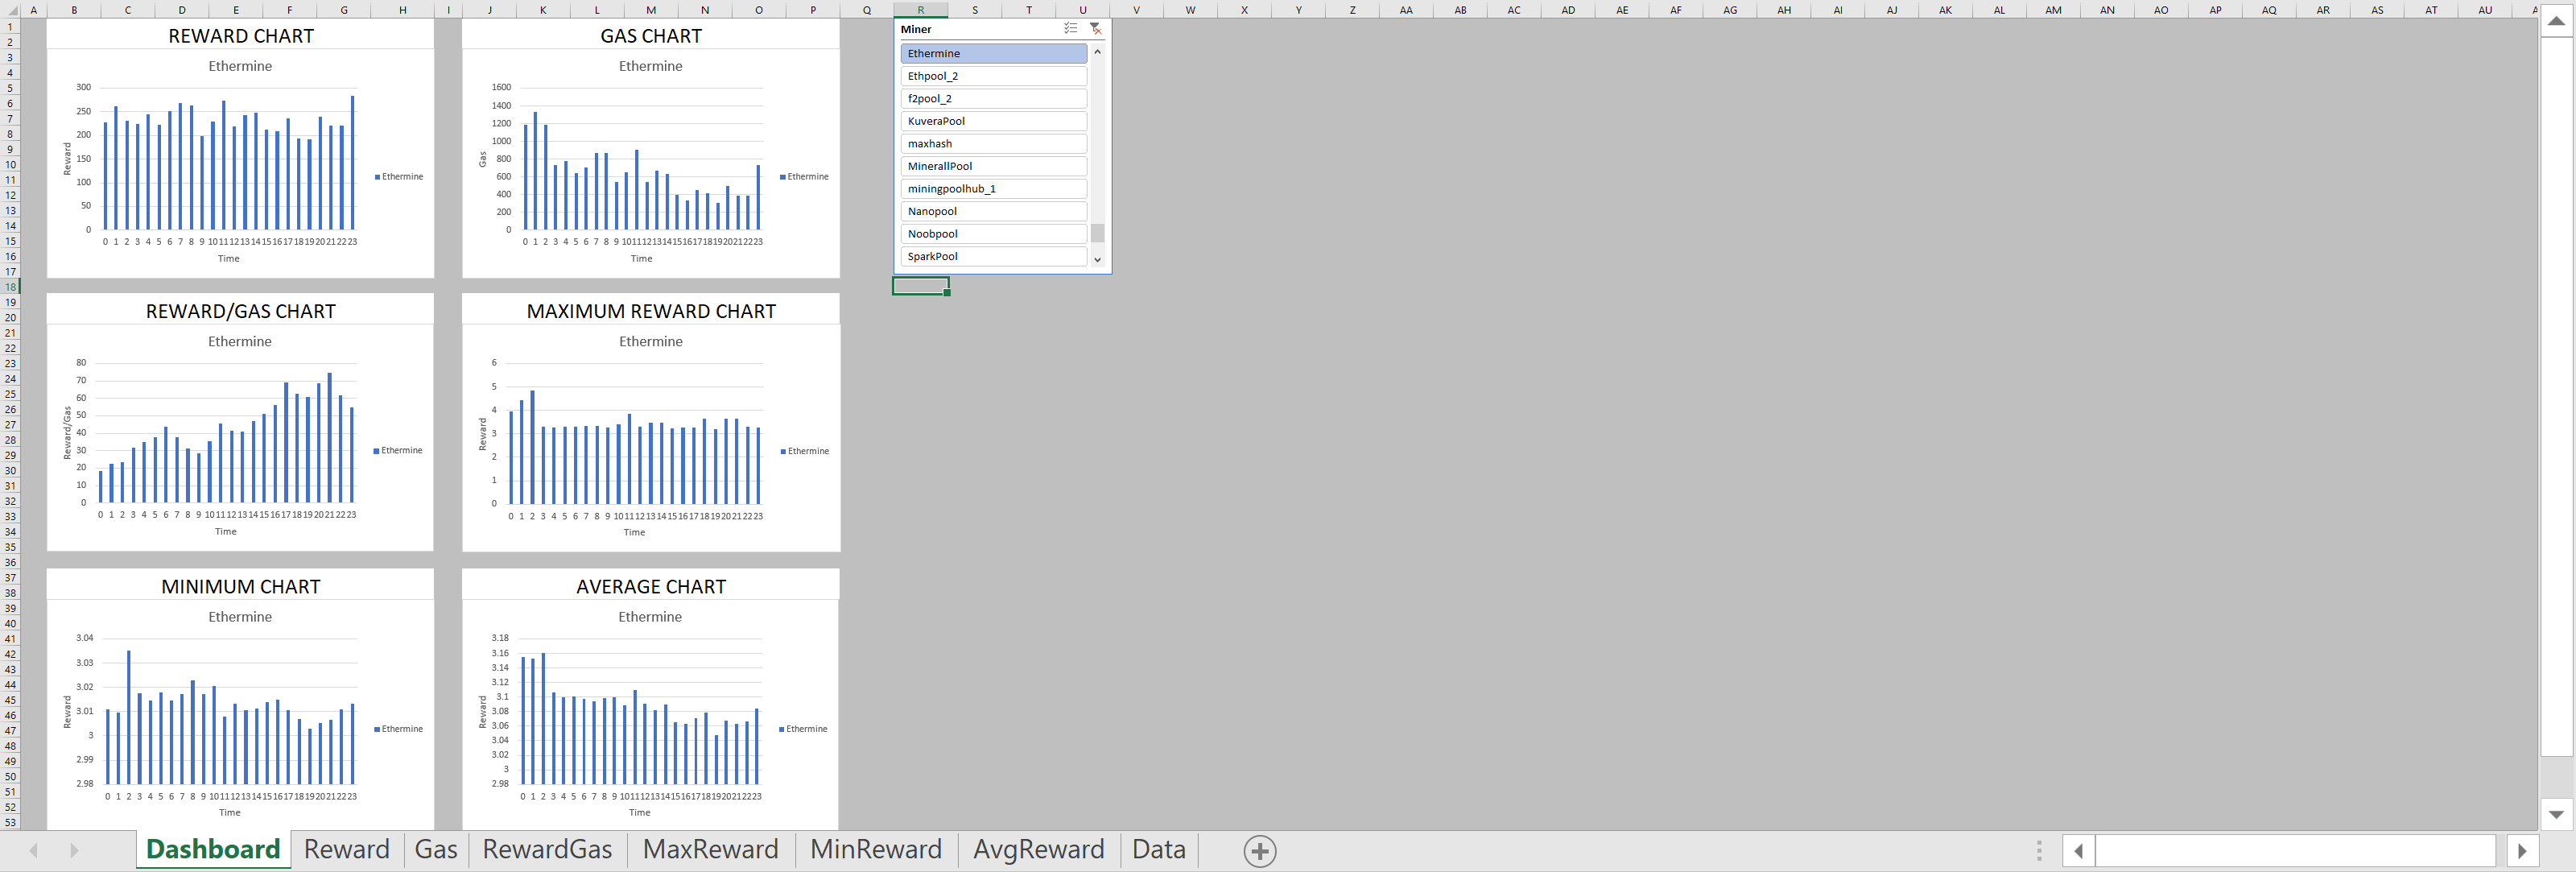 A B C D E F G H I J K L M N O P Q R S T U V W X Y Z AA AB AC AD AE AF AG AH AI AJ AK AL AM AN AO AP AQ AR AS AT AU
1
2
3
4
5
6
7
8
9
10
11
12
13
14
15
16
17
18
19
20
21
22
23
24
25
26
27
28
29
30
31
32
33
34
35
36
37
38
39
40
41
42
43
44
45
46
47
48
49
50
51
52
53
REWARD CHART
Ethermine
300
250
200
150
100
50
0
Reward
0 1 2 3 4 5 6 7 8 9 10 11 12 13 14 15 16 17 18 19 20 21 22 23
Time
Ethermine
GAS CHART
Ethermine
1600
1400
1200
1000
800
600
400
200
0
Gas
0 1 2 3 4 5 6 7 8 9 10 11 12 13 14 15 16 17 18 19 20 21 22 23
Time
Ethermine
Miner
Ethermine
Ethpool_2
f2pool_2
KuveraPool
maxhash
MinerallPool
miningpoolhub_1
Nanopool
Noobpool
SparkPool
REWARD/GAS CHART
Ethermine
80
70
60
50
40
30
20
10
0
Reward/Gas
0 1 2 3 4 5 6 7 8 9 10 11 12 13 14 15 16 17 18 19 20 21 22 23
Time
Ethermine
MAXIMUM REWARD CHART
Ethermine
6
5
4
3
2
1
0
Reward
0 1 2 3 4 5 6 7 8 9 10 11 12 13 14 15 16 17 18 19 20 21 22 23
Time
Ethermine
MINIMUM CHART
Ethermine
3.04
3.03
3.02
3.01
3
2.99
2.98
Reward
0 1 2 3 4 5 6 7 8 9 10 11 12 13 14 15 16 17 18 19 20 21 22 23
Time
Ethermine
AVERAGE CHART
Ethermine
3.18
3.16
3.14
3.12
3.1
3.08
3.06
3.04
3.02
3
2.98
Reward
0 1 2 3 4 5 6 7 8 9 10 11 12 13 14 15 16 17 18 19 20 21 22 23
Time
Ethermine
Dashboard Reward Gas RewardGas MaxReward MinReward AvgReward Data